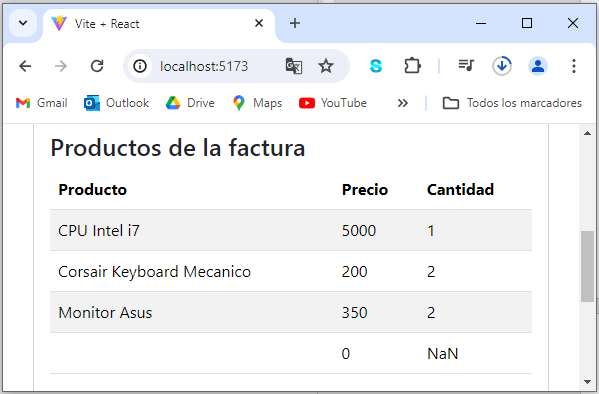 Vite + React
localhost:5173
Gmail Outlook Drive Maps YouTube » Todos los marcadores
Productos de la factura
Producto Precio Cantidad
CPU Intel i7 5000 1
Corsair Keyboard Mecanico 200 2
Monitor Asus 350 2
0 NaN